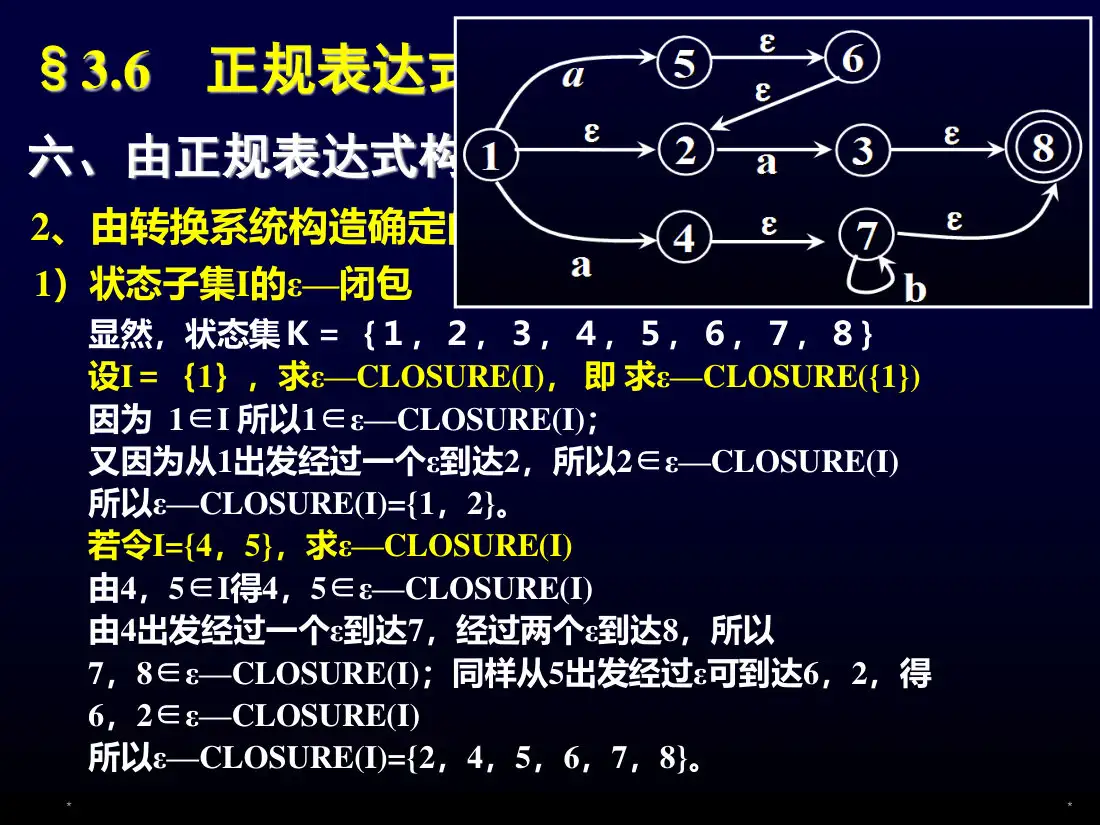 §3.6 正规表达式
六、由正规表达式构
2、由转换系统构造确定
1）状态子集I的ε—闭包
a ε ε
5 6
1 ε 2 a 3 ε 8
4 ε 7 ε
a b
显然，状态集K =｛1，2，3，4，5，6，7，8｝
设I =｛1｝，求ε—CLOSURE(I)， 即 求ε—CLOSURE({1})
因为 1∈I 所以1∈ε—CLOSURE(I)；
又因为从1出发经过一个ε到达2，所以2∈ε—CLOSURE(I)
所以ε—CLOSURE(I)={1，2}。
若令I={4，5}，求ε—CLOSURE(I)
由4，5∈I得4，5∈ε—CLOSURE(I)
由4出发经过一个ε到达7，经过两个ε到达8，所以
7，8∈ε—CLOSURE(I)；同样从5出发经过ε可到达6，2，得
6，2∈ε—CLOSURE(I)
所以ε—CLOSURE(I)={2，4，5，6，7，8}。
* *